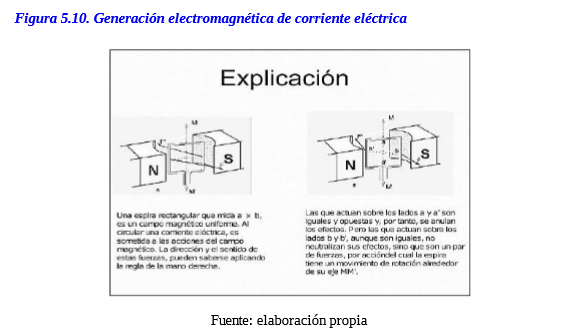 Figura 5.10. Generación electromagnética de corriente eléctrica
Explicación
M
N
S
M'
M
N
S
b
M'
Una espira rectangular que mida a x b,
es un campo magnético uniforme. Al
circular una corriente eléctrica, es
sometida a las acciones del campo
magnético. La dirección y el sentido de
estas fuerzas, pueden saberse aplicando
la regla de la mano derecha.
Las que actuan sobre los lados a y a' son
iguales y opuestas y, por tanto, se anulan
los efectos. Pero las que actuan sobre los
lados b y b', aunque son iguales, no
neutralizan sus efectos, sino que son un par
de fuerzas, por accióndel cual la espira
tiene un movimiento de rotación alrededor
de su eje MM'.
Fuente: elaboración propia